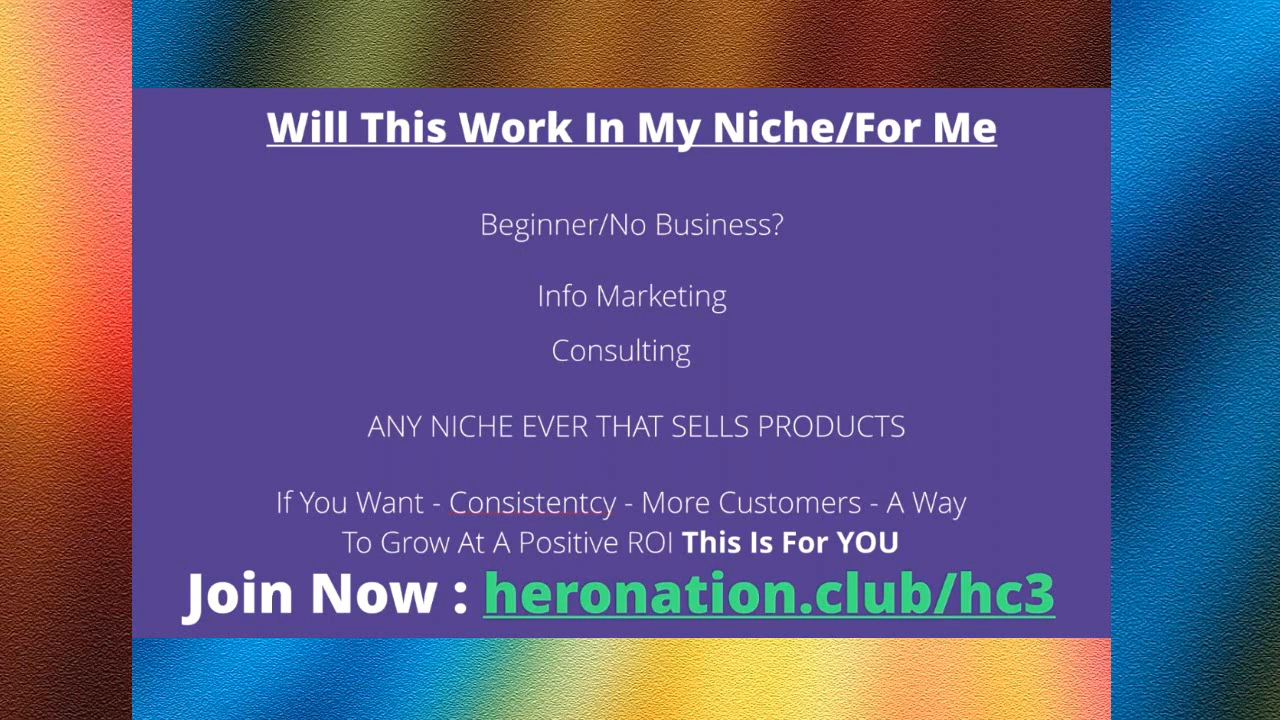 Will This Work In My Niche/For Me
Beginner/No Business?
Info Marketing
Consulting
ANY NICHE EVER THAT SELLS PRODUCTS
If You Want - Consistentcy - More Customers - A Way
To Grow At A Positive ROI This Is For YOU
Join Now : heronation.club/hc3